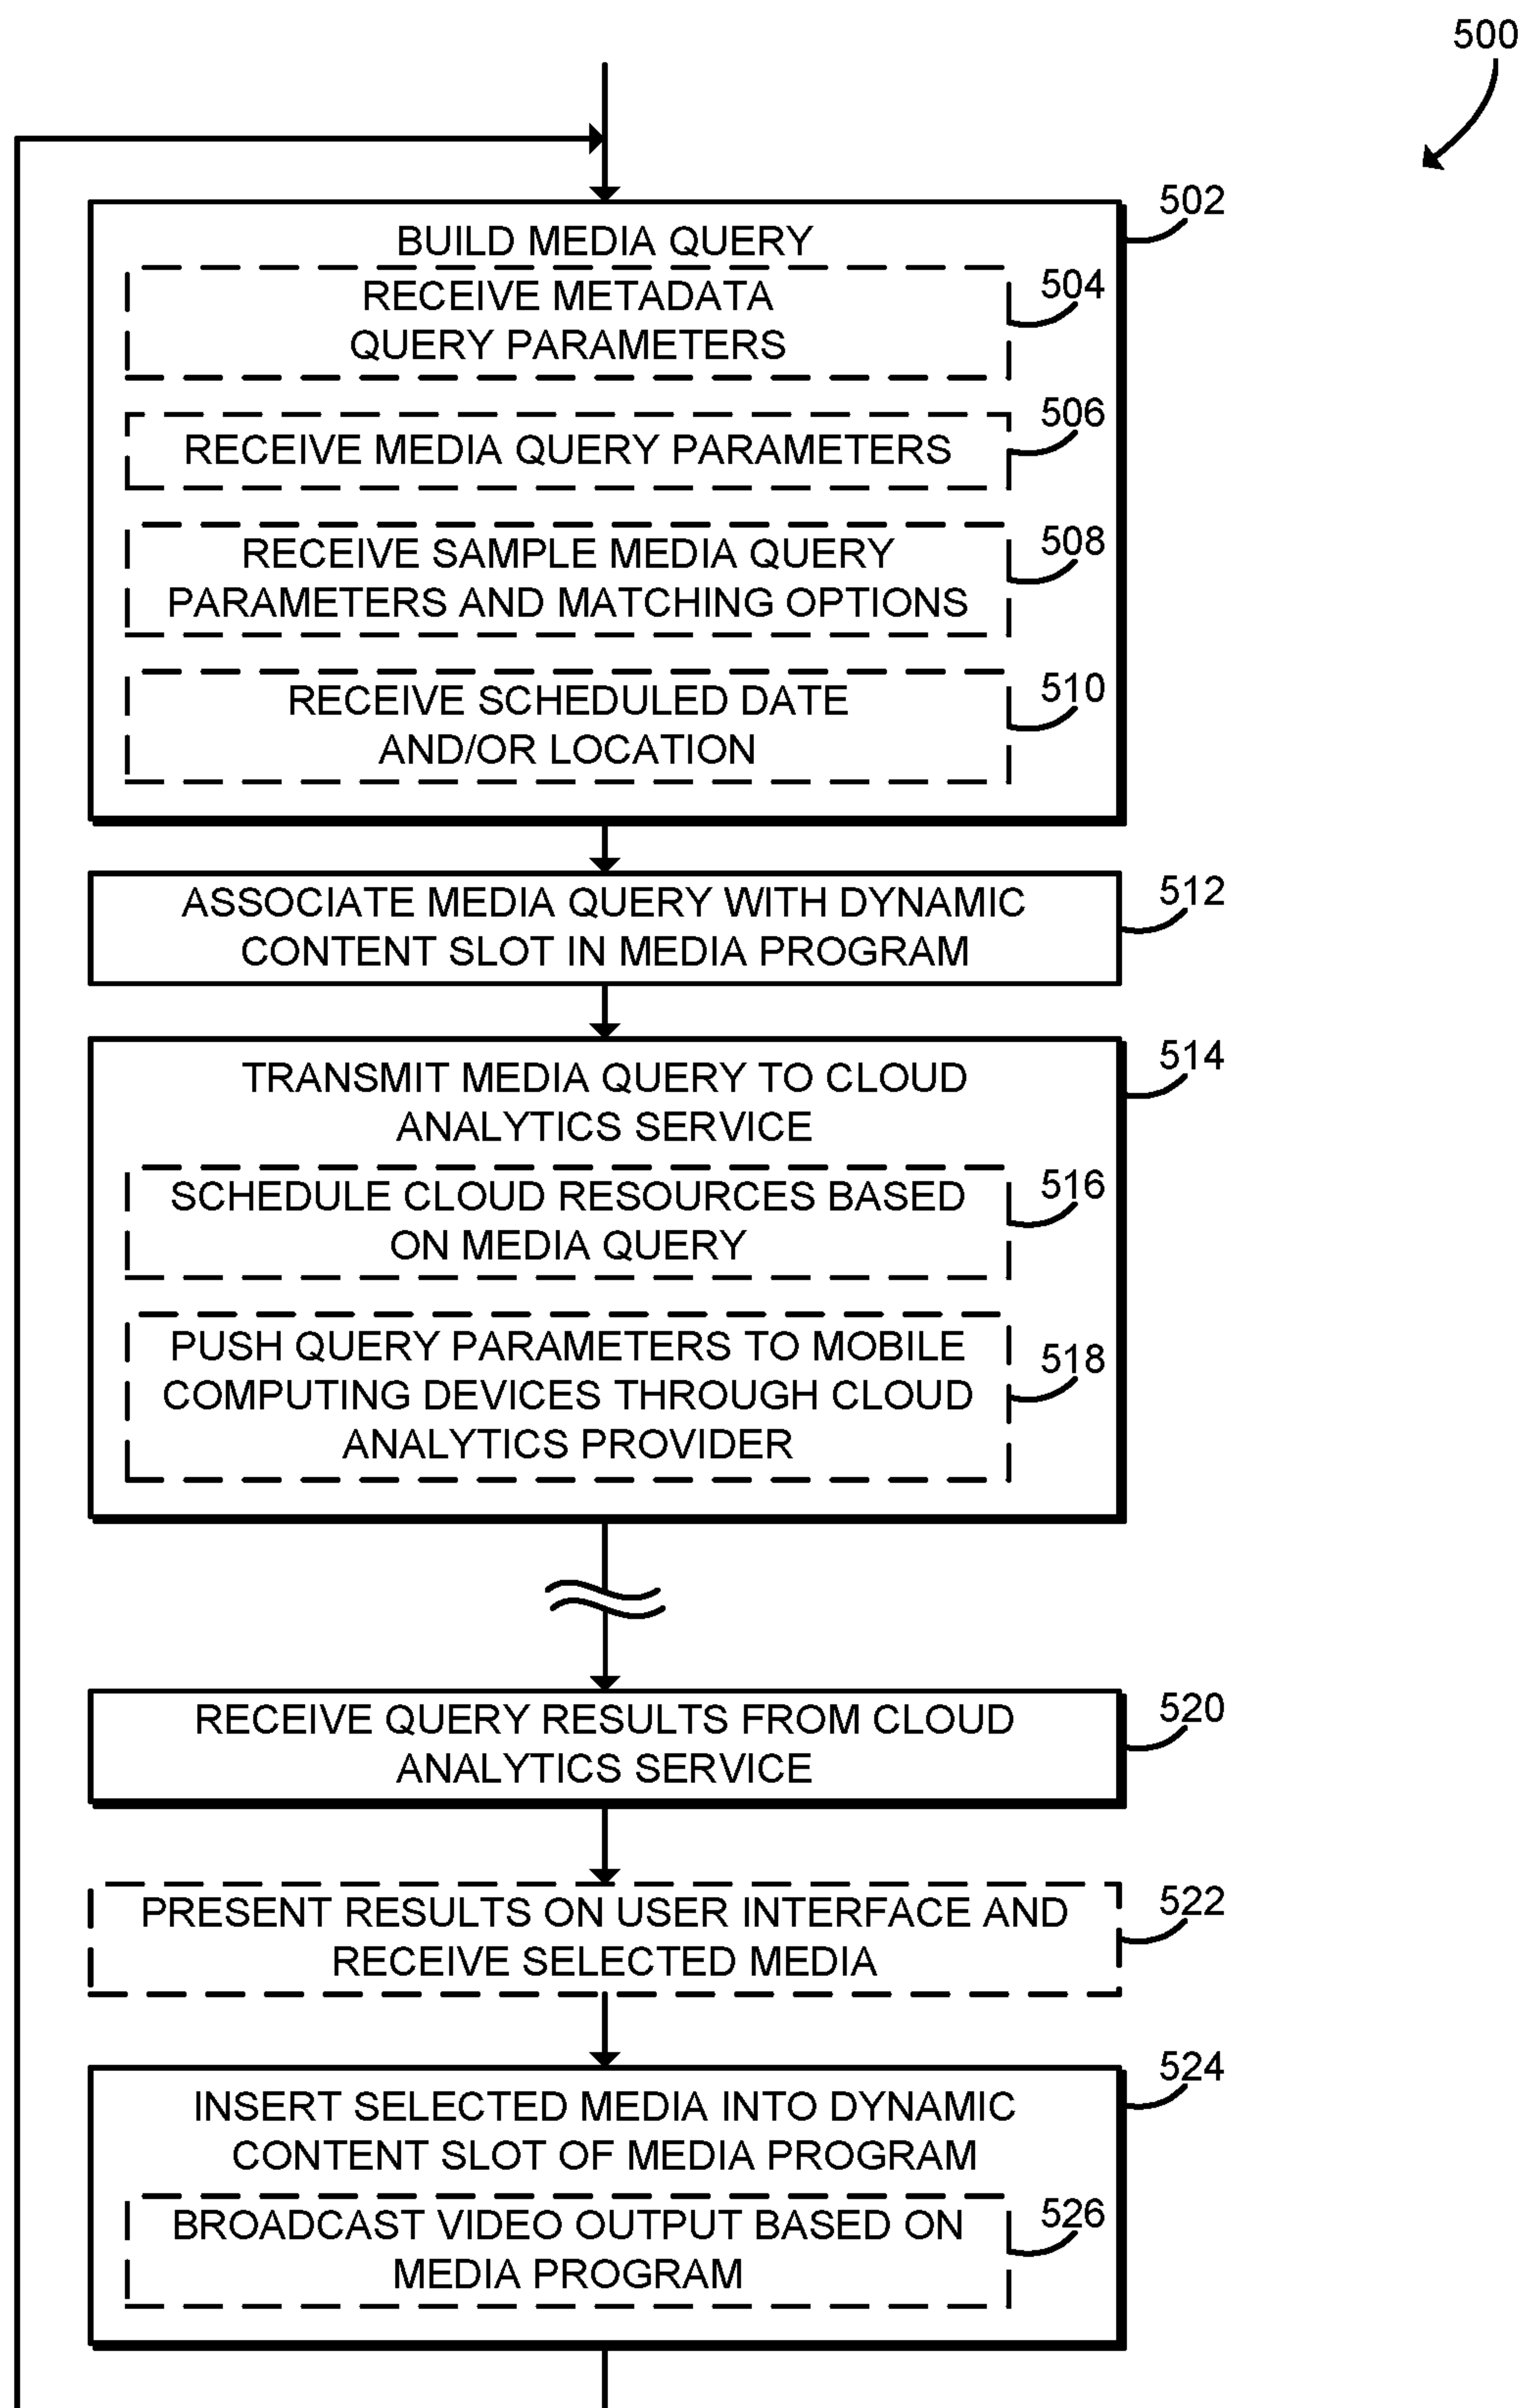 500
502
BUILD MEDIA QUERY
504
RECEIVE METADATA
QUERY PARAMETERS
506
RECEIVE MEDIA QUERY PARAMETERS
508
RECEIVE SAMPLE MEDIA QUERY
PARAMETERS AND MATCHING OPTIONS
510
RECEIVE SCHEDULED DATE
AND/OR LOCATION
512
ASSOCIATE MEDIA QUERY WITH DYNAMIC
CONTENT SLOT IN MEDIA PROGRAM
514
TRANSMIT MEDIA QUERY TO CLOUD
ANALYTICS SERVICE
516
SCHEDULE CLOUD RESOURCES BASED
ON MEDIA QUERY
518
PUSH QUERY PARAMETERS TO MOBILE
COMPUTING DEVICES THROUGH CLOUD
ANALYTICS PROVIDER
520
RECEIVE QUERY RESULTS FROM CLOUD
ANALYTICS SERVICE
522
PRESENT RESULTS ON USER INTERFACE AND
RECEIVE SELECTED MEDIA
524
INSERT SELECTED MEDIA INTO DYNAMIC
CONTENT SLOT OF MEDIA PROGRAM
526
BROADCAST VIDEO OUTPUT BASED ON
MEDIA PROGRAM